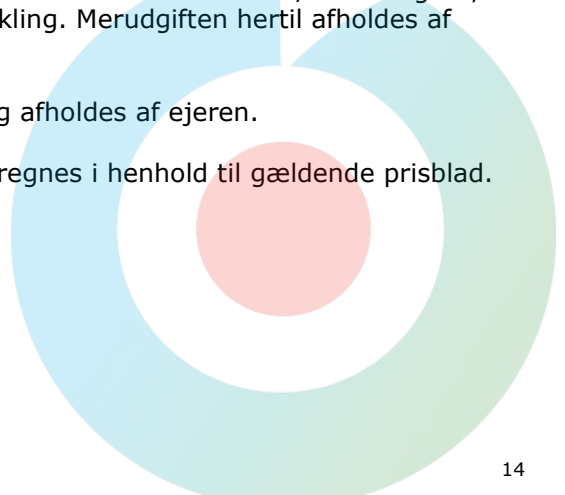 kling. Merudgiften hertil afholdes af
g afholdes af ejeren.
regnes i henhold til gældende prisblad.
14